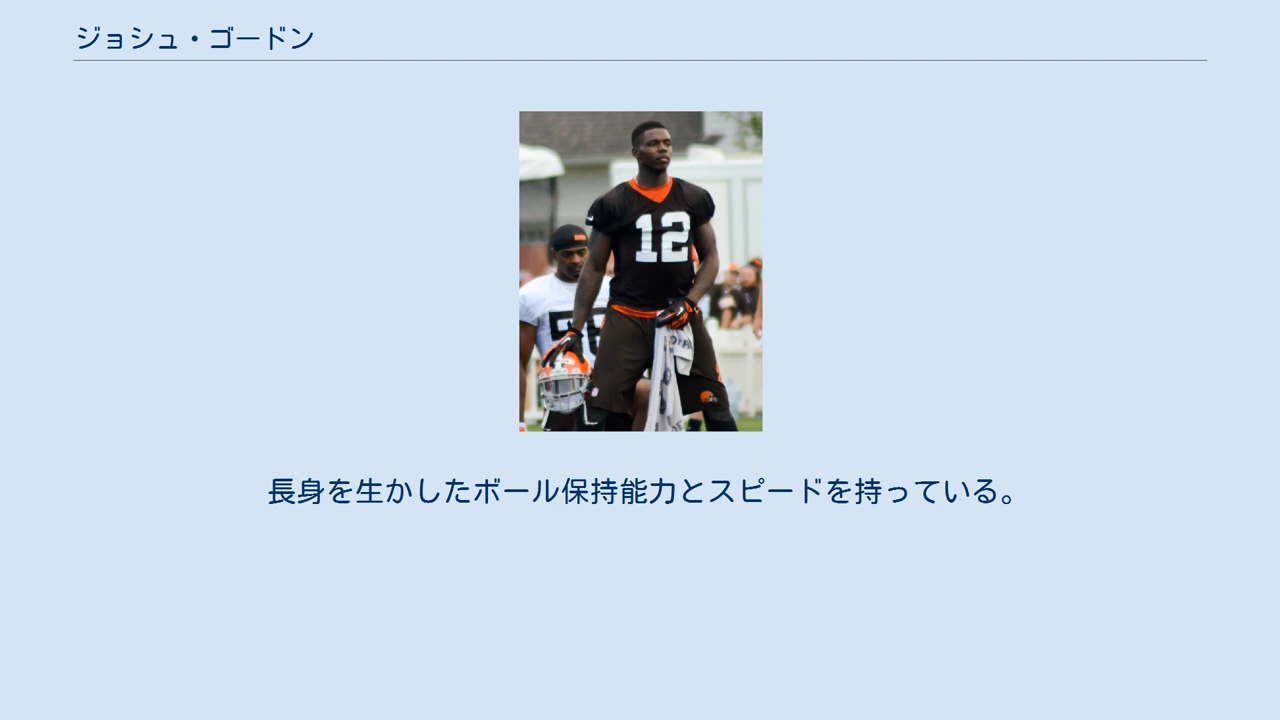 ジョシュ・ゴードン
12
長身を生かしたボール保持能力とスピードを持っている。